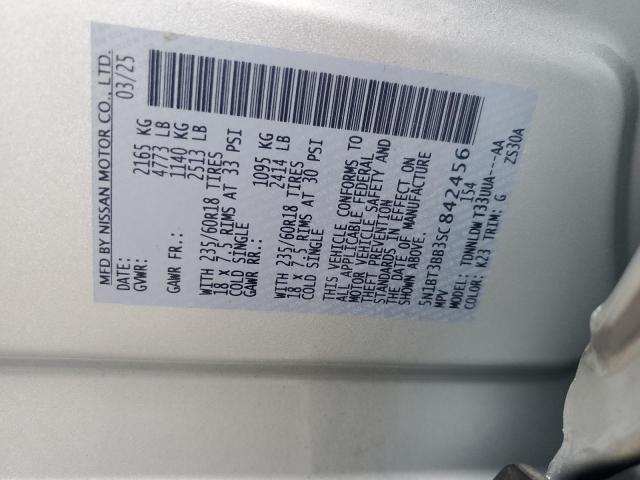 MFD BY NISSAN MOTOR CO., LTD.
DATE: 03/25
GVWR: 2165 KG
4773 LB
GAWR FR.: 1140 KG
2513 LB
WITH 235/60R18 TIRES
18 x 7.5 RIMS AT 33 PSI
COLD SINGLE
GAWR RR.: 1095 KG
2414 LB
WITH 235/60R18 TIRES
18 x 7.5 RIMS AT 30 PSI
COLD SINGLE
THIS VEHICLE CONFORMS TO
ALL APPLICABLE FEDERAL
MOTOR VEHICLE SAFETY AND
THEFT PREVENTION
STANDARDS IN EFFECT ON
THE DATE OF MANUFACTURE
SHOWN ABOVE.
5N1BT3BB3SC842456
MPV 154
MODEL: TDNNLDWT33UUA---AA
COLOR: K23 TRIM: G ZS30A